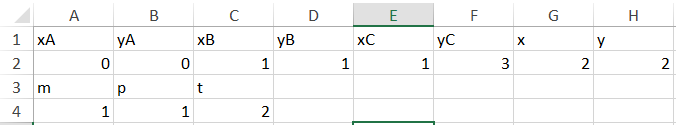 A B C D E F G H
1 xA yA xB yB xC yC x y
2 0 0 1 1 1 3 2 2
3 m p t
4 1 1 2